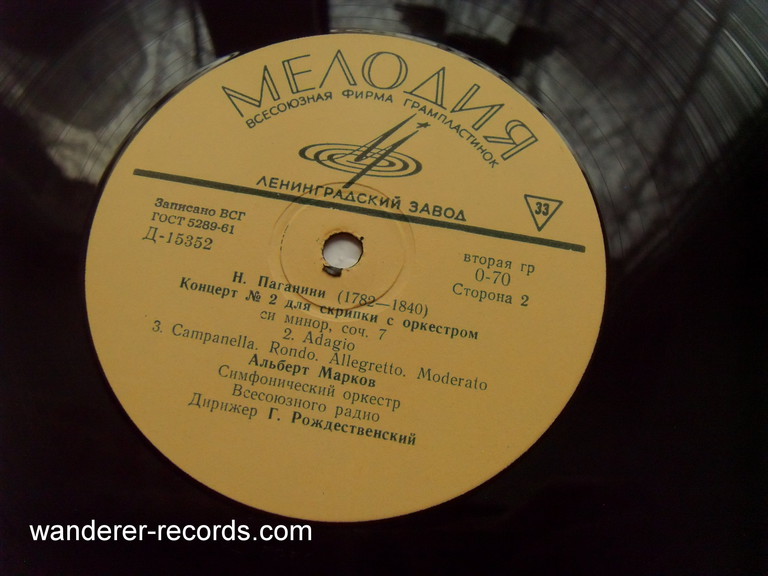 МЕЛОДИЯ
ВСЕСОЮЗНАЯ ФИРМА ГРАМПЛАСТИНОК
ЛЕНИНГРАДСКИЙ ЗАВОД
33
Записано ВСГ
ГОСТ 5289-61
Д-15352
вторая гр
0-70
Сторона 2
Н. Паганини (1782—1840)
Концерт № 2 для скрипки с оркестром
си минор, соч. 7
2. Adagio
3. Campanella. Rondo. Allegretto. Moderato
Альберт Марков
Симфонический оркестр
Всесоюзного радио
Дирижер Г. Рождественский
wanderer-records.com